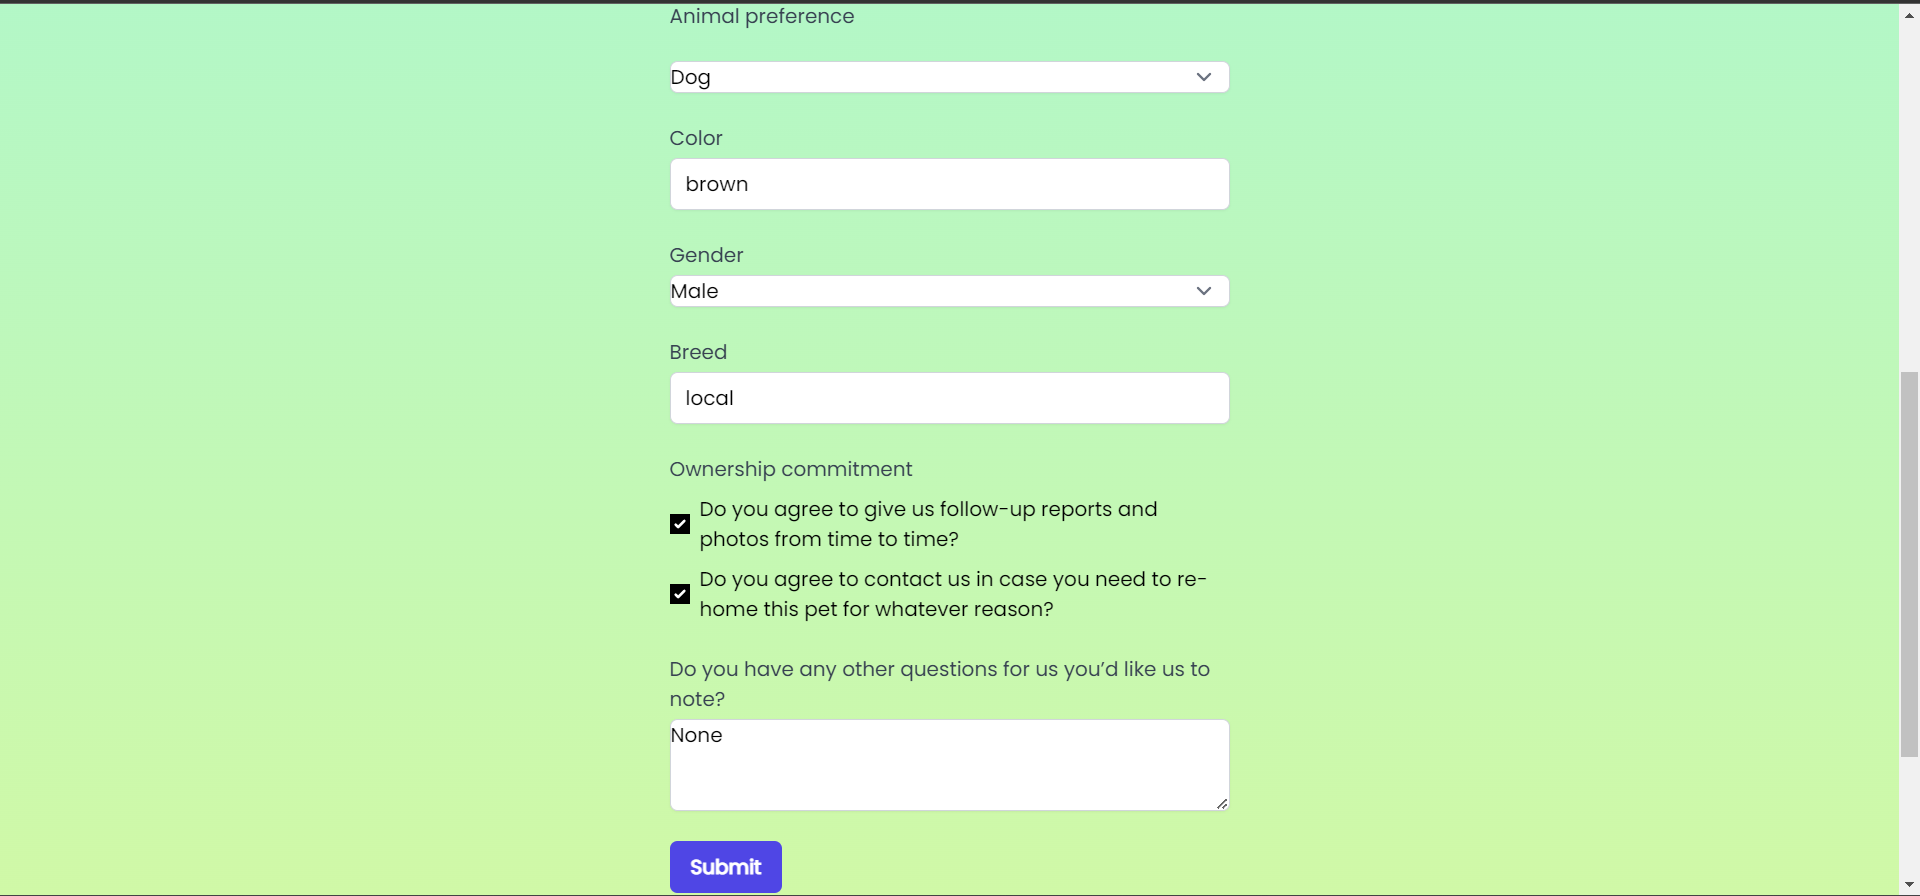 Animal preference
Dog
Color
brown
Gender
Male
Breed
local
Ownership commitment
Do you agree to give us follow-up reports and
photos from time to time?
Do you agree to contact us in case you need to re-
home this pet for whatever reason?
Do you have any other questions for us you’d like us to
note?
None
Submit